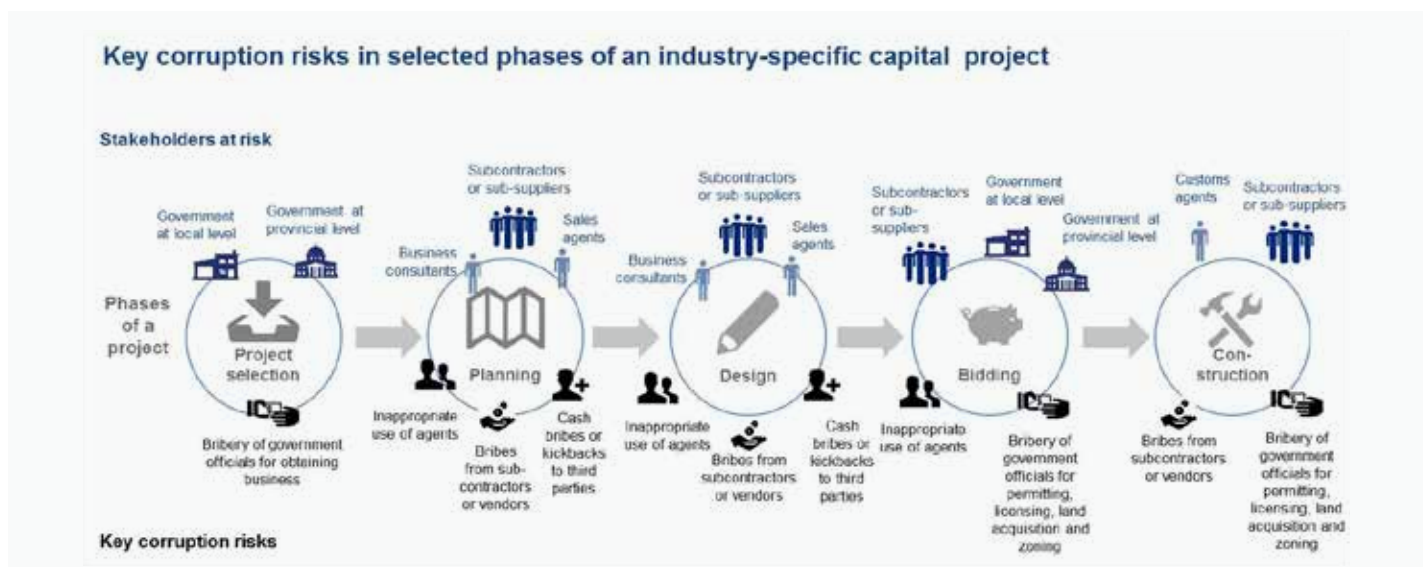 Key corruption risks in selected phases of an industry-specific capital project
Stakeholders at risk
Government
at local level
Government at
provincial level
Subcontractors
or sub-suppliers
Business
consultants
Sales
agents
Subcontractors
or sub-suppliers
Business
consultants
Sales
agents
Subcontractors
or sub-
suppliers
Government
at local level
Government at
provincial level
Customs
agents
Subcontractors
or sub-suppliers
Phases
of a
project
Project
selection
Planning
Design
Bidding
Con-
struction
Bribery of government
officials for obtaining
business
Inappropriate
use of agents
Bribes
from sub-
contractors
or vendors
Cash
bribes or
kickbacks
to third
parties
Inappropriate
use of agents
Bribes from
subcontractors
or vendors
Cash
bribes or
kickbacks
to third
parties
Inappropriate
use of agents
Bribery of
government
officials for
permitting,
licensing, land
acquisition and
zoning
Bribes from
subcontractors
or vendors
Bribery of
government
officials for
permitting,
licensing, land
acquisition and
zoning
Key corruption risks